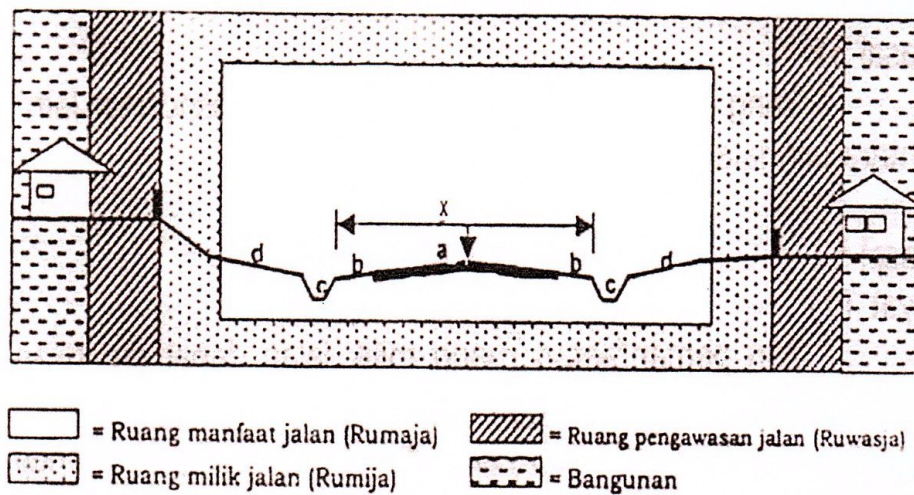 X
d b a b d
c c
= Ruang manfaat jalan (Rumaja)
= Ruang pengawasan jalan (Ruwasja)
= Ruang milik jalan (Rumija)
= Bangunan